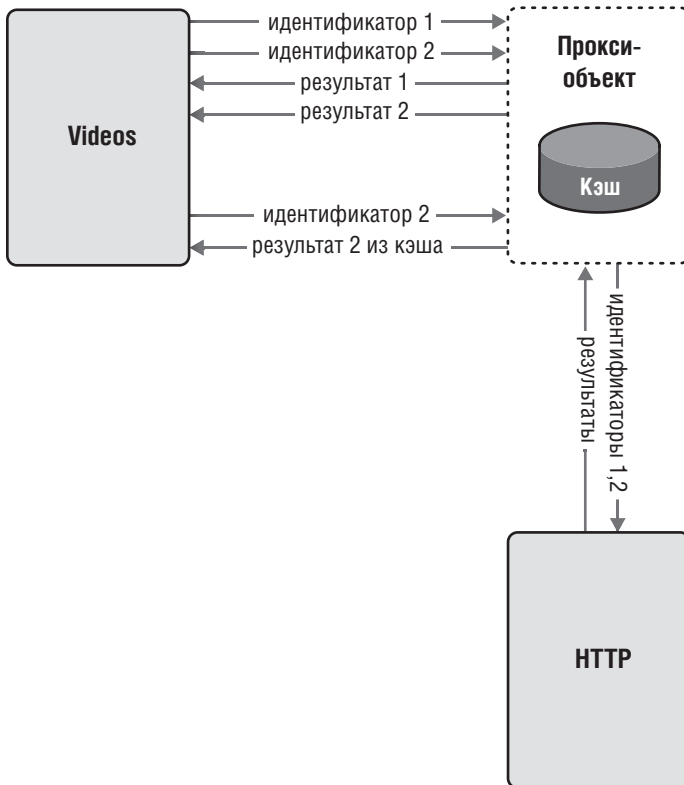 идентификатор 1
идентификатор 2
результат 1
результат 2
Videos
Прокси-
объект
Кэш
идентификатор 2
результат 2 из кэша
результаты
идентификаторы 1,2
HTTP